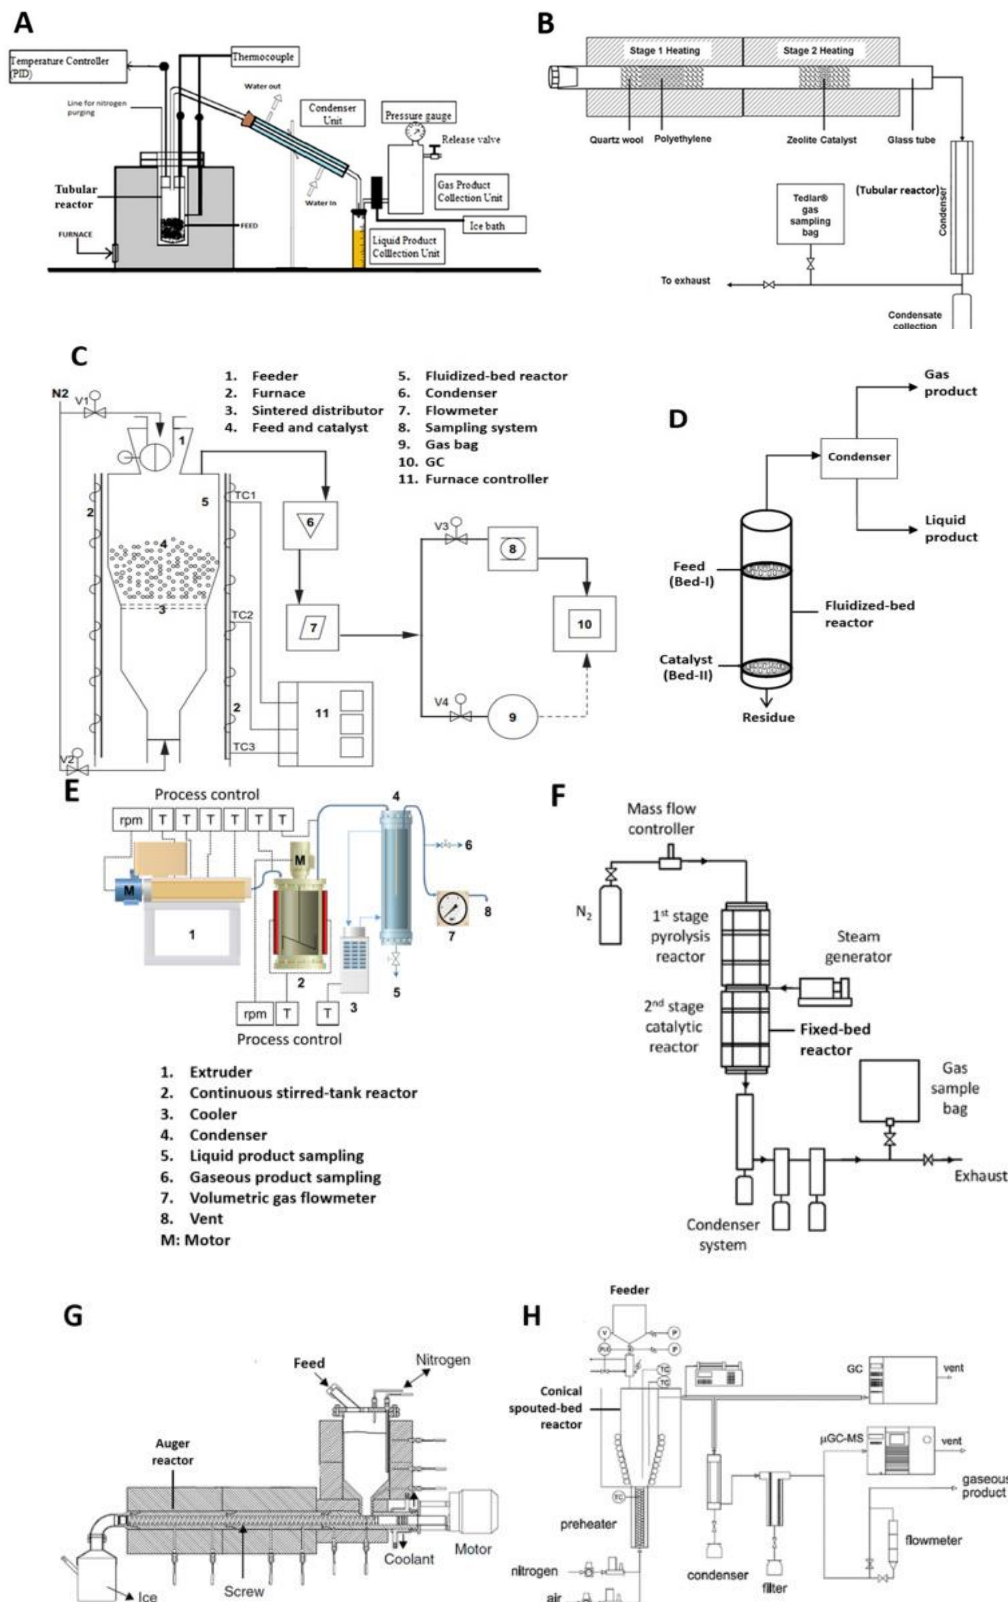 A
Temperature Controller
(PID)
Thermocouple
Line for nitrogen
purging
Water out
Condenser
Unit
Pressure gauge
Release valve
Tubular
reactor
Gas Product
Collection Unit
Water In
Ice bath
FURNACE
FEED
Liquid Product
Colllection Unit
B
Stage 1 Heating
Stage 2 Heating
Quartz wool
Polyethylene
Zeolite Catalyst
Glass tube
Tedlar®
gas
sampling
bag
(Tubular reactor)
Condenser
To exhaust
Condensate
collection
C
1. Feeder
2. Furnace
3. Sintered distributor
4. Feed and catalyst
5. Fluidized-bed reactor
6. Condenser
7. Flowmeter
8. Sampling system
9. Gas bag
10. GC
11. Furnace controller
N2
V1
1
2
5
TC1
4
3
6
V3
8
TC2
7
10
2
11
V4
9
TC3
V2
D
Gas
product
Condenser
Liquid
product
Feed
(Bed-I)
Fluidized-bed
reactor
Catalyst
(Bed-II)
Residue
E
Process control
rpm
T
T
T
T
T
T
4
M
M
6
1
8
7
2
3
5
rpm
T
T
Process control
1. Extruder
2. Continuous stirred-tank reactor
3. Cooler
4. Condenser
5. Liquid product sampling
6. Gaseous product sampling
7. Volumetric gas flowmeter
8. Vent
M: Motor
F
Mass flow
controller
N2
1st stage
pyrolysis
reactor
Steam
generator
2nd stage
catalytic
reactor
Fixed-bed
reactor
Gas
sample
bag
Exhaust
Condenser
system
G
Feed
Nitrogen
Auger
reactor
Motor
Coolant
Screw
Ice
H
Feeder
V
P
IP
TC
TC
GC
vent
Conical
spouted-bed
reactor
µGC-MS
vent
TC
gaseous
product
preheater
flowmeter
nitrogen
condenser
filter
air